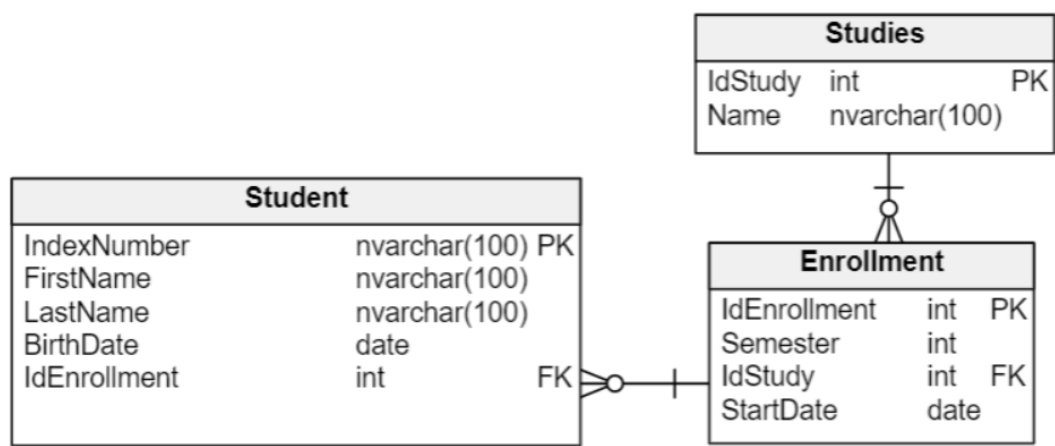 Studies
IdStudy int PK
Name nvarchar(100)
Student
IndexNumber nvarchar(100) PK
FirstName nvarchar(100)
LastName nvarchar(100)
BirthDate date
IdEnrollment int FK
Enrollment
IdEnrollment int PK
Semester int
IdStudy int FK
StartDate date